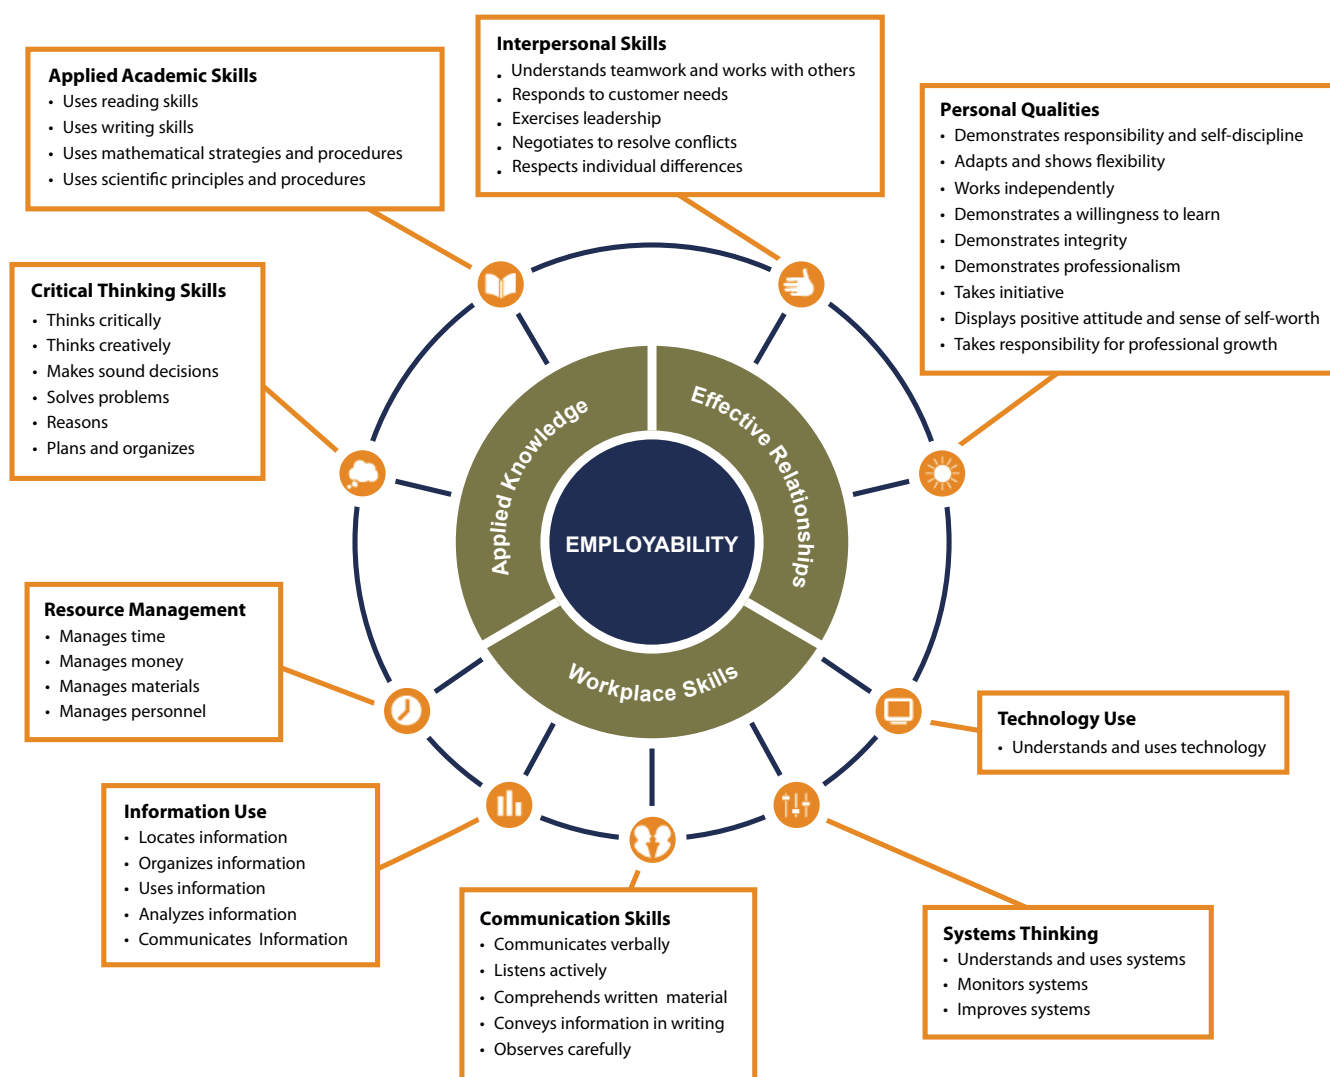 Applied Academic Skills
• Uses reading skills
• Uses writing skills
• Uses mathematical strategies and procedures
• Uses scientific principles and procedures
Interpersonal Skills
• Understands teamwork and works with others
• Responds to customer needs
• Exercises leadership
• Negotiates to resolve conflicts
• Respects individual differences
Personal Qualities
• Demonstrates responsibility and self-discipline
• Adapts and shows flexibility
• Works independently
• Demonstrates a willingness to learn
• Demonstrates integrity
• Demonstrates professionalism
• Takes initiative
• Displays positive attitude and sense of self-worth
• Takes responsibility for professional growth
Critical Thinking Skills
• Thinks critically
• Thinks creatively
• Makes sound decisions
• Solves problems
• Reasons
• Plans and organizes
Applied Knowledge
Effective Relationships
EMPLOYABILITY
Workplace Skills
Resource Management
• Manages time
• Manages money
• Manages materials
• Manages personnel
Technology Use
• Understands and uses technology
Information Use
• Locates information
• Organizes information
• Uses information
• Analyzes information
• Communicates Information
Communication Skills
• Communicates verbally
• Listens actively
• Comprehends written material
• Conveys information in writing
• Observes carefully
Systems Thinking
• Understands and uses systems
• Monitors systems
• Improves systems